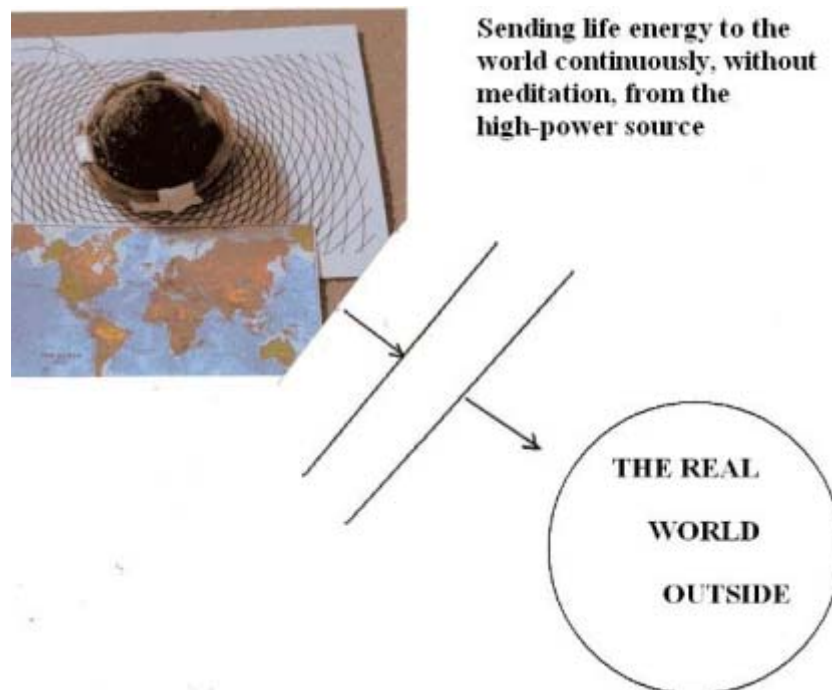 Sending life energy to the
world continuously, without
meditation, from the
high-power source
THE REAL
WORLD
OUTSIDE